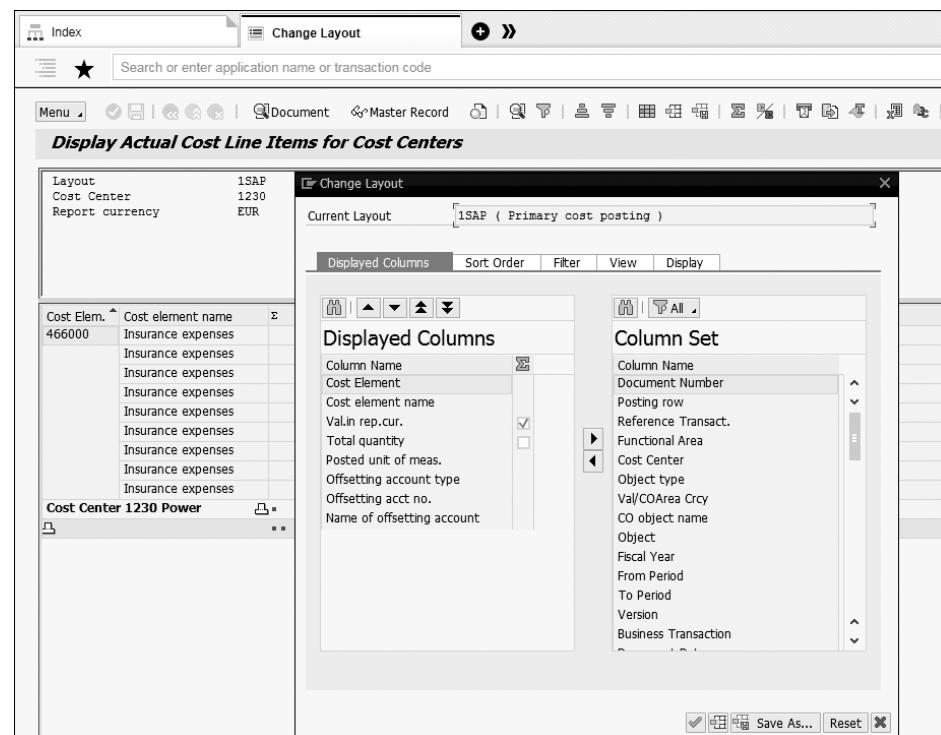 Index
Change Layout
Search or enter application name or transaction code
Menu
Document
Master Record
Display Actual Cost Line Items for Cost Centers
Layout 1SAP
Cost Center 1230
Report currency EUR
Cost Elem. Cost element name Σ
466000 Insurance expenses
Insurance expenses
Insurance expenses
Insurance expenses
Insurance expenses
Insurance expenses
Insurance expenses
Insurance expenses
Insurance expenses
Cost Center 1230 Power
Change Layout
Current Layout 1SAP ( Primary cost posting )
Displayed Columns Sort Order Filter View Display
Displayed Columns
Column Name
Cost Element
Cost element name
Val.in rep.cur.
Total quantity
Posted unit of meas.
Offsetting account type
Offsetting acct no.
Name of offsetting account
All
Column Set
Column Name
Document Number
Posting row
Reference Transact.
Functional Area
Cost Center
Object type
Val/COArea Crcy
CO object name
Object
Fiscal Year
From Period
To Period
Version
Business Transaction
Save As... Reset